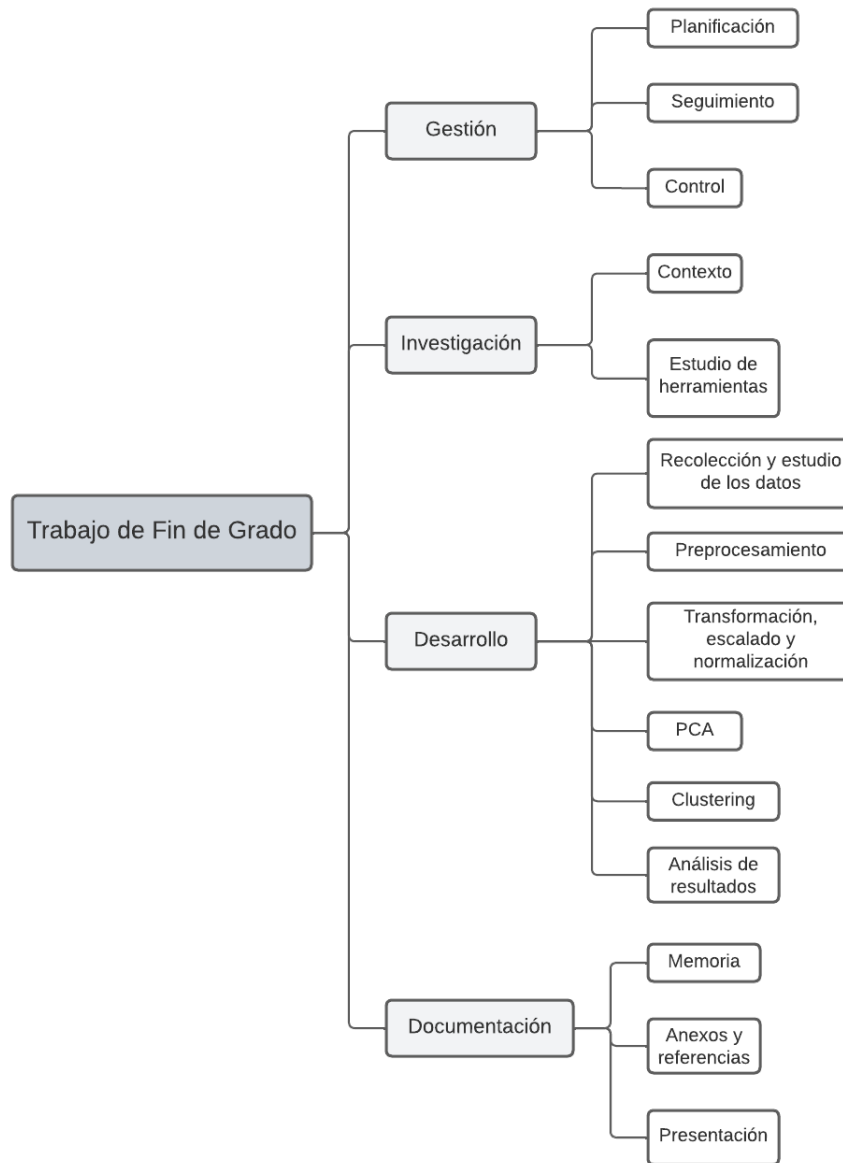 Trabajo de Fin de Grado
Gestión
Planificación
Seguimiento
Control
Investigación
Contexto
Estudio de
herramientas
Desarrollo
Recolección y estudio
de los datos
Preprocesamiento
Transformación,
escalado y
normalización
PCA
Clustering
Análisis de
resultados
Documentación
Memoria
Anexos y
referencias
Presentación